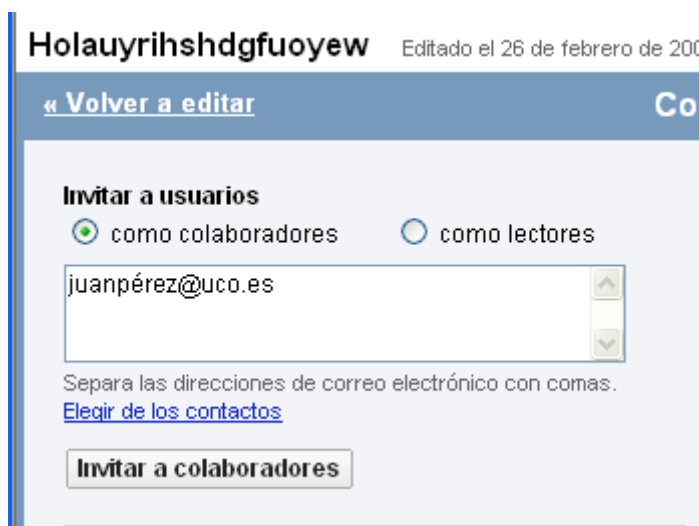 Holauyrihshdgfuoyew Editado el 26 de febrero de 200
« Volver a editar Co
Invitar a usuarios
como colaboradores como lectores
juanpérez@uco.es
Separa las direcciones de correo electrónico con comas.
Elegir de los contactos
Invitar a colaboradores